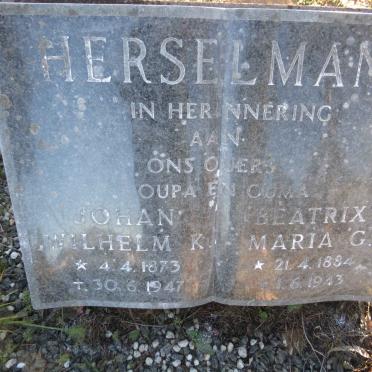 HERSELMAN
IN HERINNERING
AAN
ONS OUERS
OUPA EN OUMA
JOHAN
WILHELM K.
* 4.4.1873
+ 30.6.1947
BEATRIX
MARIA G.
* 21.4.1884
+ 1.6.1943